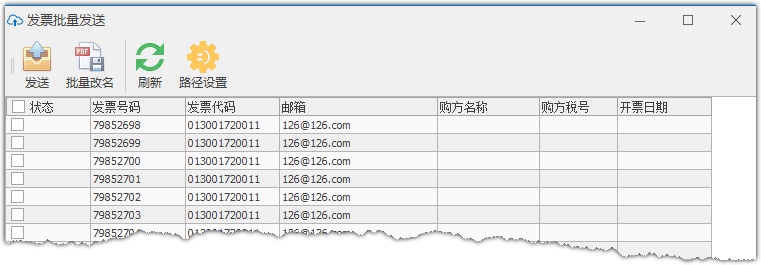 发票批量发送
发送 批量改名 刷新 路径设置
状态 发票号码 发票代码 邮箱 购方名称 购方税号 开票日期
79852698 013001720011 126@126.com
79852699 013001720011 126@126.com
79852700 013001720011 126@126.com
79852701 013001720011 126@126.com
79852702 013001720011 126@126.com
79852703 013001720011 126@126.com
013001720011 126@126.com